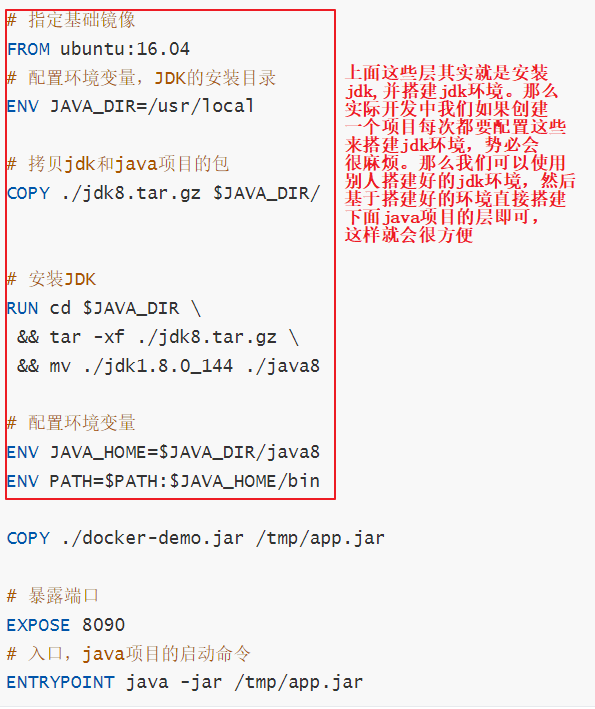 # 指定基础镜像
FROM ubuntu:16.04
# 配置环境变量，JDK的安装目录
ENV JAVA_DIR=/usr/local
# 拷贝jdk和java项目的包
COPY ./jdk8.tar.gz $JAVA_DIR/
# 安装JDK
RUN cd $JAVA_DIR \
&& tar -xf ./jdk8.tar.gz \
&& mv ./jdk1.8.0_144 ./java8
# 配置环境变量
ENV JAVA_HOME=$JAVA_DIR/java8
ENV PATH=$PATH:$JAVA_HOME/bin
COPY ./docker-demo.jar /tmp/app.jar
# 暴露端口
EXPOSE 8090
# 入口，java项目的启动命令
ENTRYPOINT java -jar /tmp/app.jar
上面这些层其实就是安装
jdk,并搭建jdk环境。那么
实际开发中我们如果创建
一个项目每次都要配置这些
来搭建jdk环境，势必会
很麻烦。那么我们可以使用
别人搭建好的jdk环境，然后
基于搭建好的环境直接搭建
下面java项目的层即可，
这样就会很方便